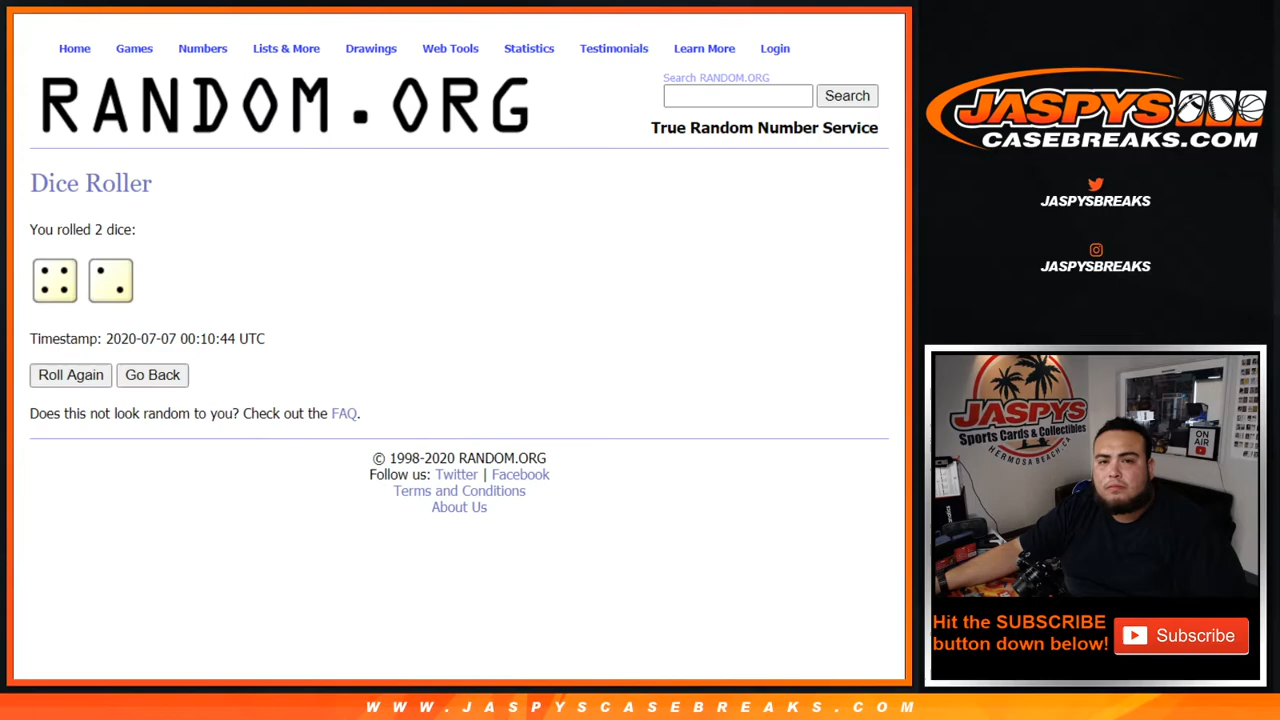 Home Games Numbers Lists & More Drawings Web Tools Statistics Testimonials Learn More Login
RANDOM.ORG
Search RANDOM.ORG
Search
True Random Number Service
Dice Roller
You rolled 2 dice:
Timestamp: 2020-07-07 00:10:44 UTC
Roll Again Go Back
Does this not look random to you? Check out the FAQ.
© 1998-2020 RANDOM.ORG
Follow us: Twitter | Facebook
Terms and Conditions
About Us
JASPYS
CASEBREAKS.COM
JASPYSBREAKS
JASPYSBREAKS
JASPYS
Sports Cards & Collectibles
HERMOSA BEACH, CA
ON
AIR
Hit the SUBSCRIBE
button down below!
Subscribe
WWW.JASPYSCASEBREAKS.COM